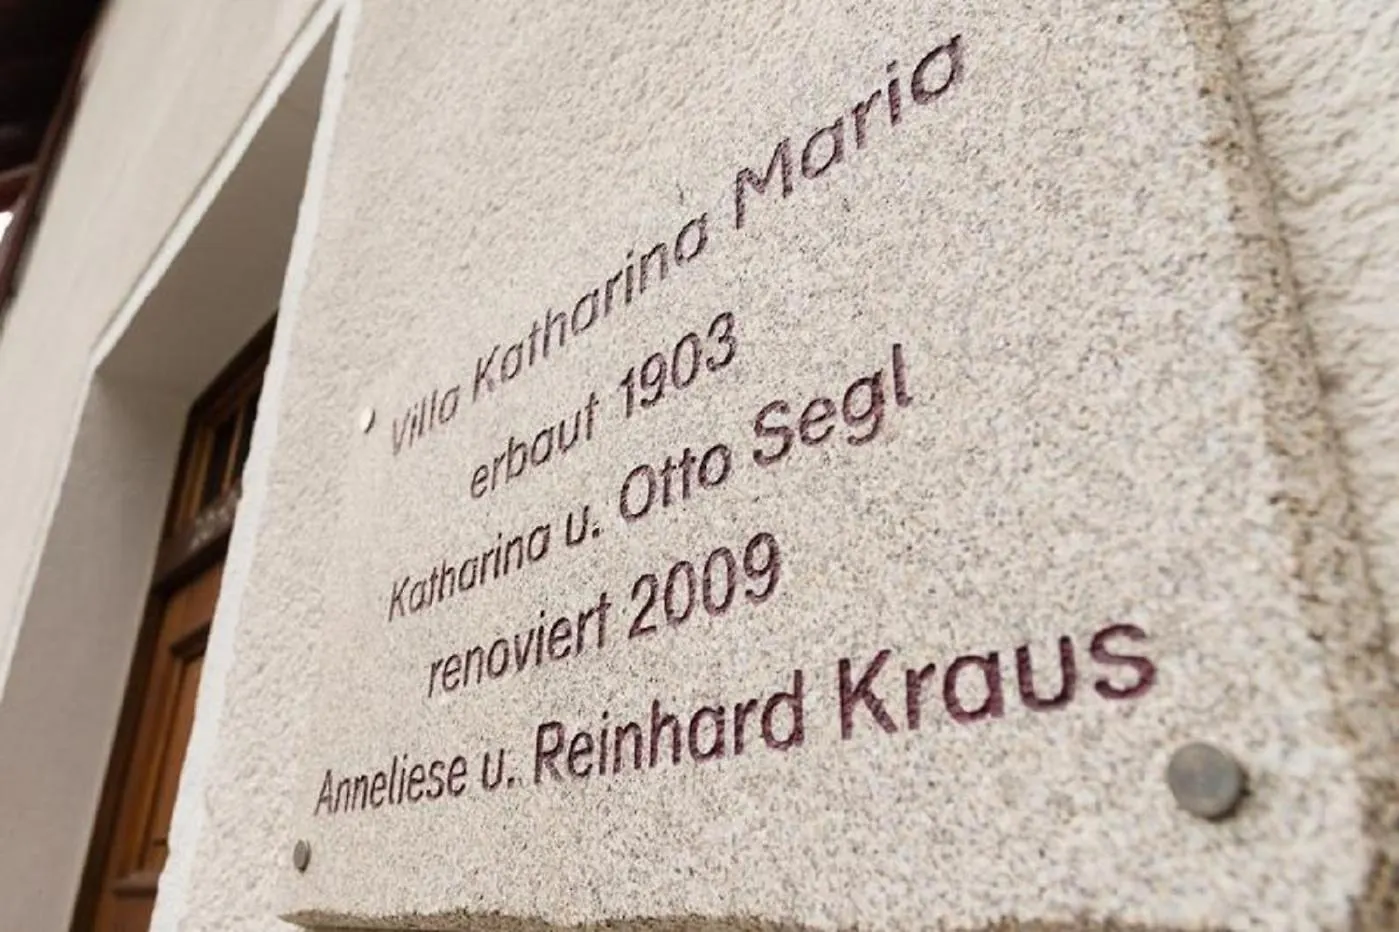 Villa Katharina Maria
erbaut 1903
Katharina u. Otto Segl
renoviert 2009
Anneliese u. Reinhard Kraus